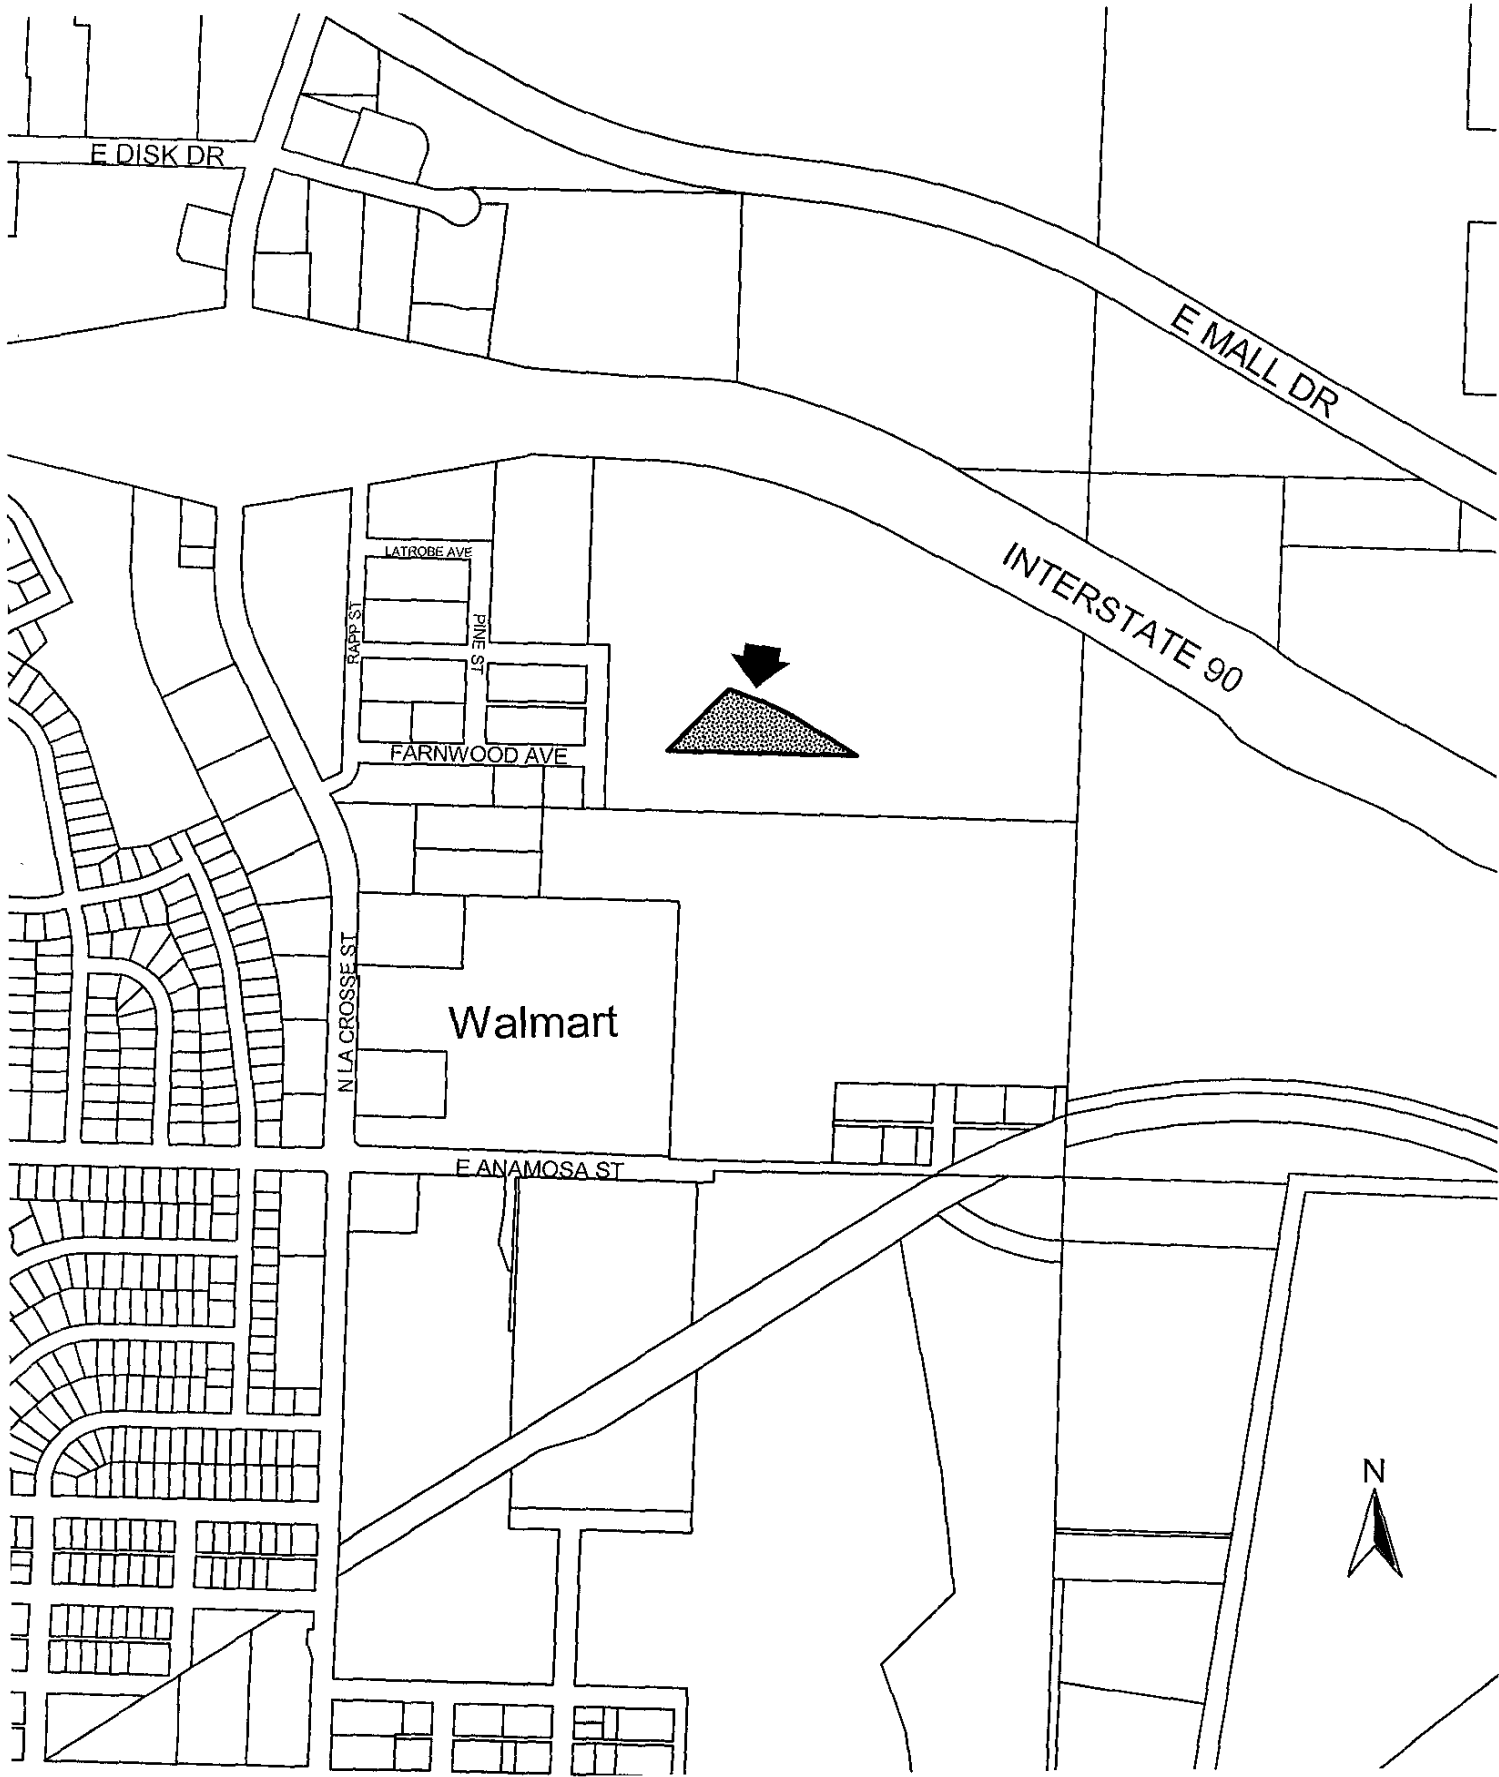 E DISK DR
E MALL DR
INTERSTATE 90
LATROBE AVE
RAPP ST
PINE ST
FARNWOOD AVE
N LA CROSSE ST
Walmart
E ANAMOSA ST
N